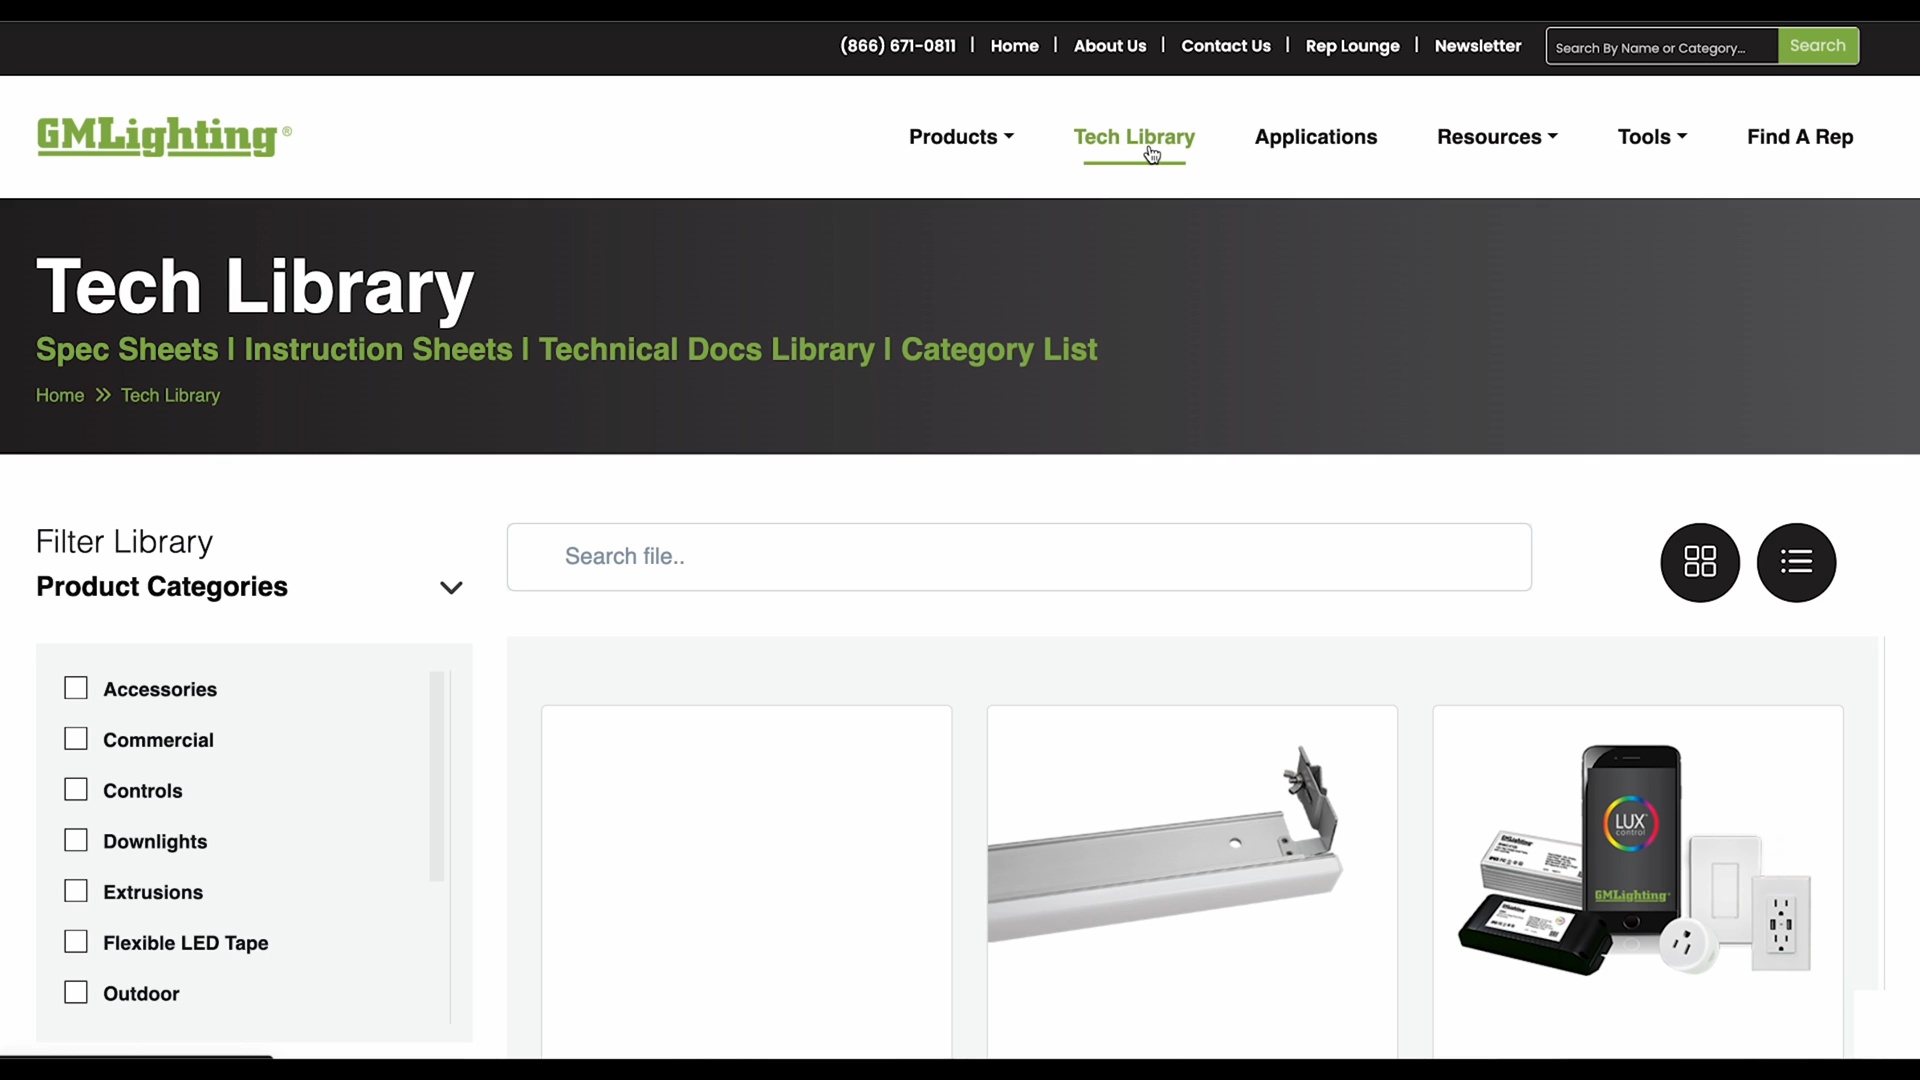 (866) 671-0811 | Home | About Us | Contact Us | Rep Lounge | Newsletter
Search By Name or Category...
Search
GMLighting®
Products
Tech Library
Applications
Resources
Tools
Find A Rep
Tech Library
Spec Sheets | Instruction Sheets | Technical Docs Library | Category List
Home » Tech Library
Filter Library
Product Categories
Search file..
Accessories
Commercial
Controls
Downlights
Extrusions
Flexible LED Tape
Outdoor
LUX
control
GMLighting